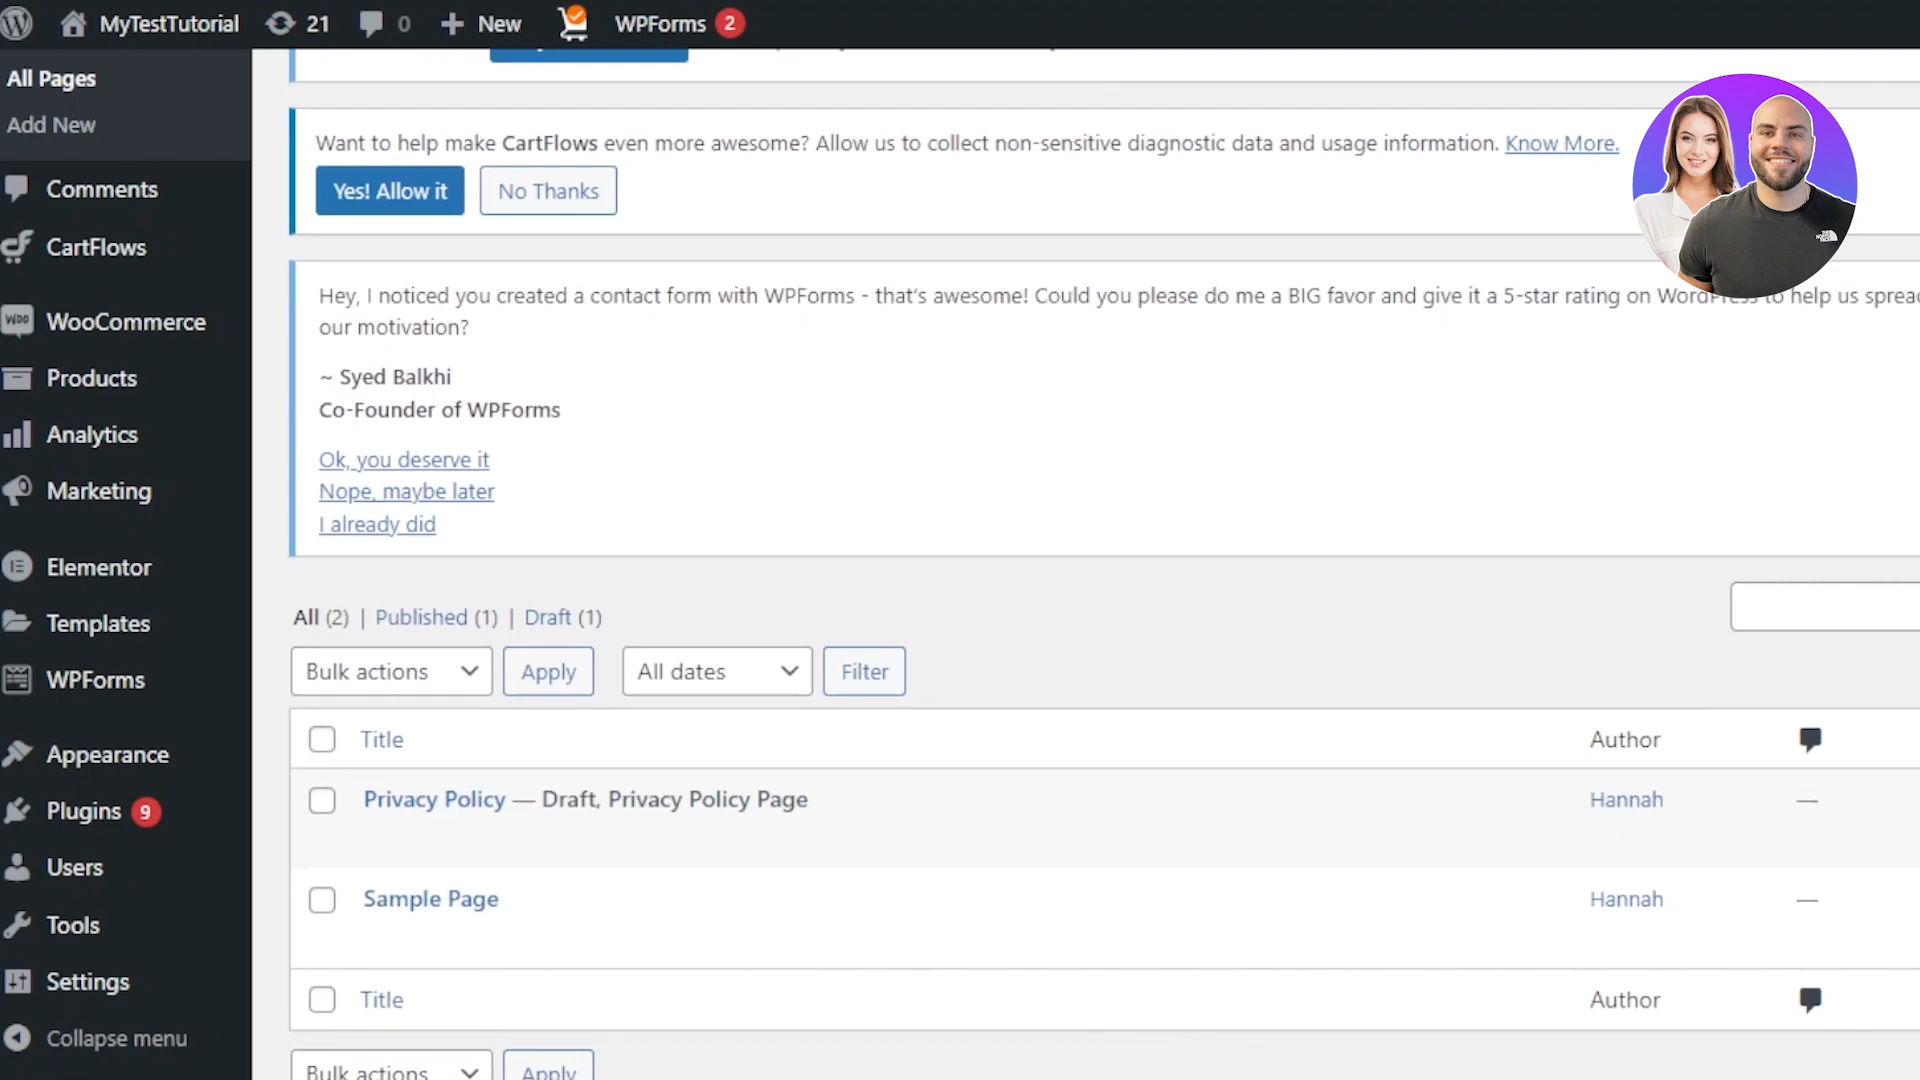 MyTestTutorial 21 0 New WPForms 2
All Pages
Add New
Comments
CartFlows
WooCommerce
Products
Analytics
Marketing
Elementor
Templates
WPForms
Appearance
Plugins 9
Users
Tools
Settings
Collapse menu
Want to help make CartFlows even more awesome? Allow us to collect non-sensitive diagnostic data and usage information. Know More.
Yes! Allow it No Thanks
Hey, I noticed you created a contact form with WPForms - that's awesome! Could you please do me a BIG favor and give it a 5-star rating on WordPress to help us sprea
our motivation?
~ Syed Balkhi
Co-Founder of WPForms
Ok, you deserve it
Nope, maybe later
I already did
All (2) | Published (1) | Draft (1)
Bulk actions Apply All dates Filter
Title Author
Privacy Policy — Draft, Privacy Policy Page Hannah —
Sample Page Hannah —
Title Author
Bulk actions Apply